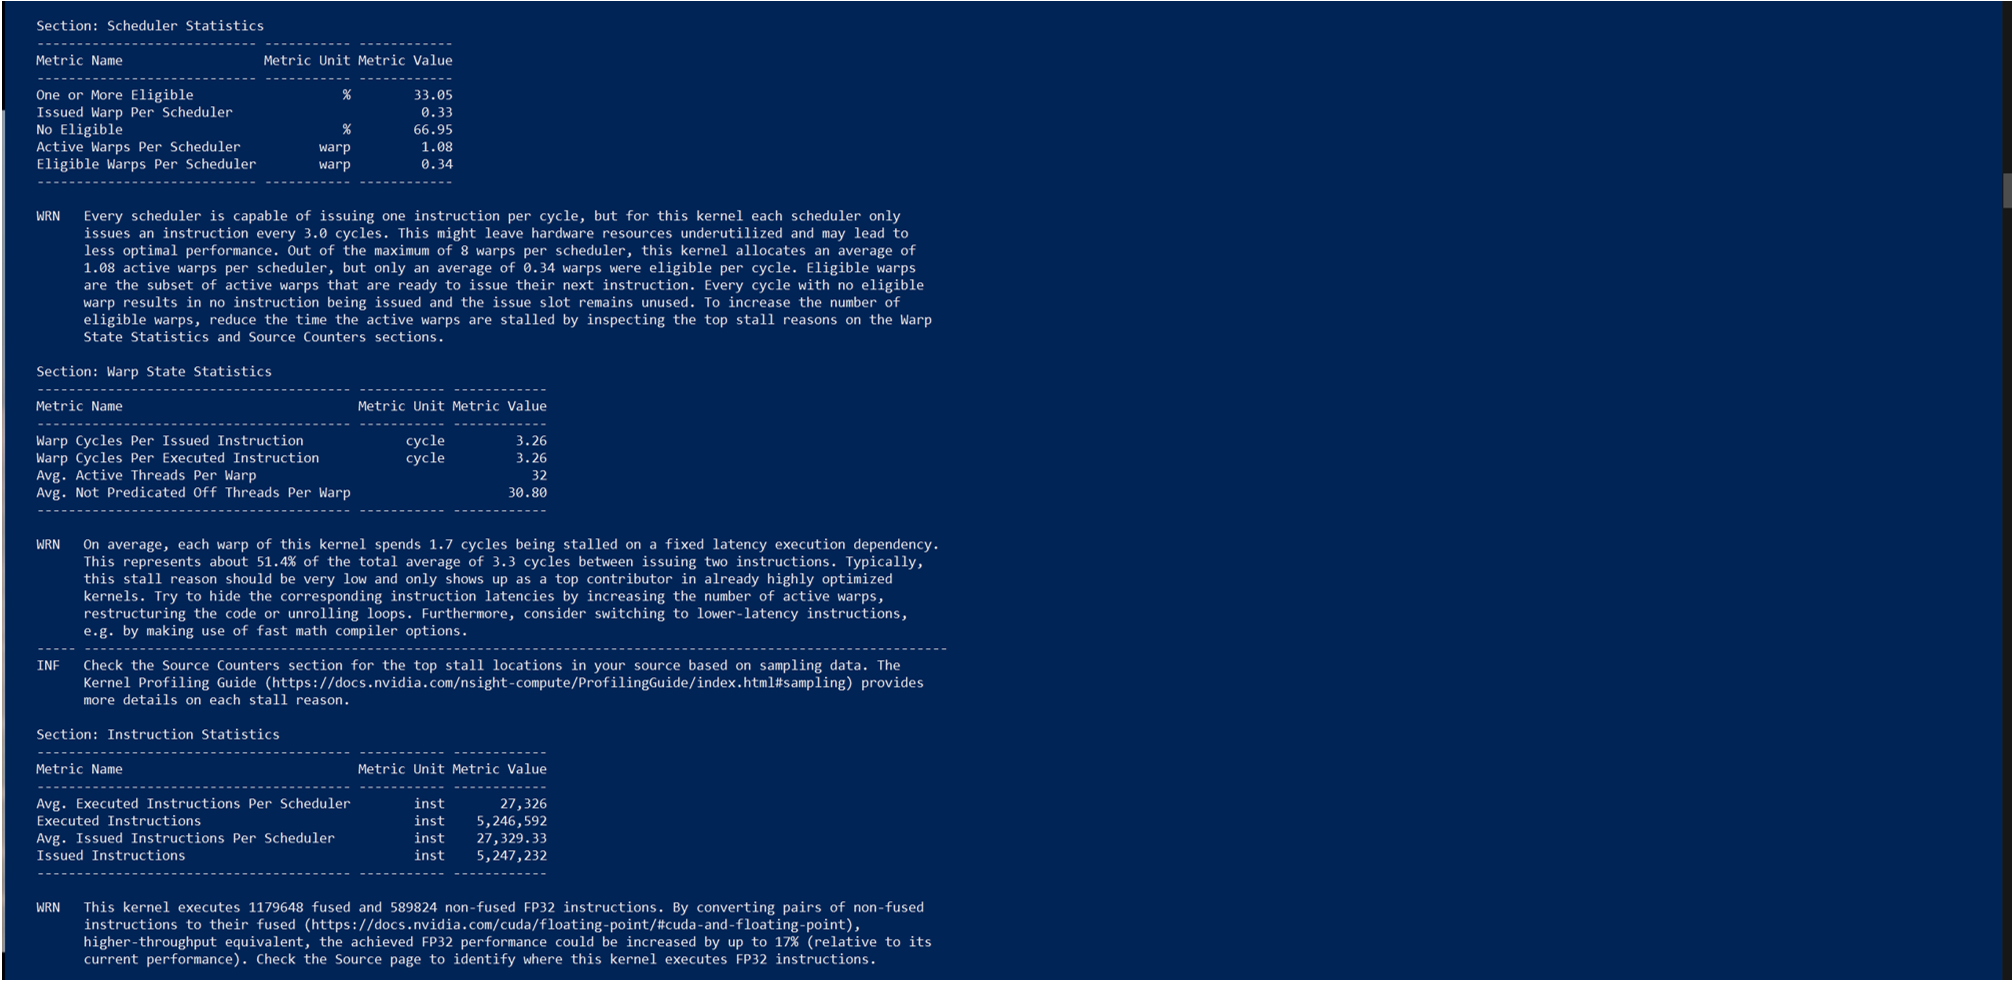 Section: Scheduler Statistics
---------------------------- ----------- ------------
Metric Name                  Metric Unit Metric Value
---------------------------- ----------- ------------
One or More Eligible                   %        33.05
Issued Warp Per Scheduler                        0.33
No Eligible                            %        66.95
Active Warps Per Scheduler          warp         1.08
Eligible Warps Per Scheduler        warp         0.34
---------------------------- ----------- ------------
WRN   Every scheduler is capable of issuing one instruction per cycle, but for this kernel each scheduler only
issues an instruction every 3.0 cycles. This might leave hardware resources underutilized and may lead to
less optimal performance. Out of the maximum of 8 warps per scheduler, this kernel allocates an average of
1.08 active warps per scheduler, but only an average of 0.34 warps were eligible per cycle. Eligible warps
are the subset of active warps that are ready to issue their next instruction. Every cycle with no eligible
warp results in no instruction being issued and the issue slot remains unused. To increase the number of
eligible warps, reduce the time the active warps are stalled by inspecting the top stall reasons on the Warp
State Statistics and Source Counters sections.
Section: Warp State Statistics
---------------------------------------- ----------- ------------
Metric Name                              Metric Unit Metric Value
---------------------------------------- ----------- ------------
Warp Cycles Per Issued Instruction             cycle         3.26
Warp Cycles Per Executed Instruction           cycle         3.26
Avg. Active Threads Per Warp                                   32
Avg. Not Predicated Off Threads Per Warp                    30.80
---------------------------------------- ----------- ------------
WRN   On average, each warp of this kernel spends 1.7 cycles being stalled on a fixed latency execution dependency.
This represents about 51.4% of the total average of 3.3 cycles between issuing two instructions. Typically,
this stall reason should be very low and only shows up as a top contributor in already highly optimized
kernels. Try to hide the corresponding instruction latencies by increasing the number of active warps,
restructuring the code or unrolling loops. Furthermore, consider switching to lower-latency instructions,
e.g. by making use of fast math compiler options.
----- --------------------------------------------------------------------------------------------------------------
INF   Check the Source Counters section for the top stall locations in your source based on sampling data. The
Kernel Profiling Guide (https://docs.nvidia.com/nsight-compute/ProfilingGuide/index.html#sampling) provides
more details on each stall reason.
Section: Instruction Statistics
---------------------------------------- ----------- ------------
Metric Name                              Metric Unit Metric Value
---------------------------------------- ----------- ------------
Avg. Executed Instructions Per Scheduler        inst       27,326
Executed Instructions                           inst    5,246,592
Avg. Issued Instructions Per Scheduler          inst    27,329.33
Issued Instructions                             inst    5,247,232
---------------------------------------- ----------- ------------
WRN   This kernel executes 1179648 fused and 589824 non-fused FP32 instructions. By converting pairs of non-fused
instructions to their fused (https://docs.nvidia.com/cuda/floating-point/#cuda-and-floating-point),
higher-throughput equivalent, the achieved FP32 performance could be increased by up to 17% (relative to its
current performance). Check the Source page to identify where this kernel executes FP32 instructions.